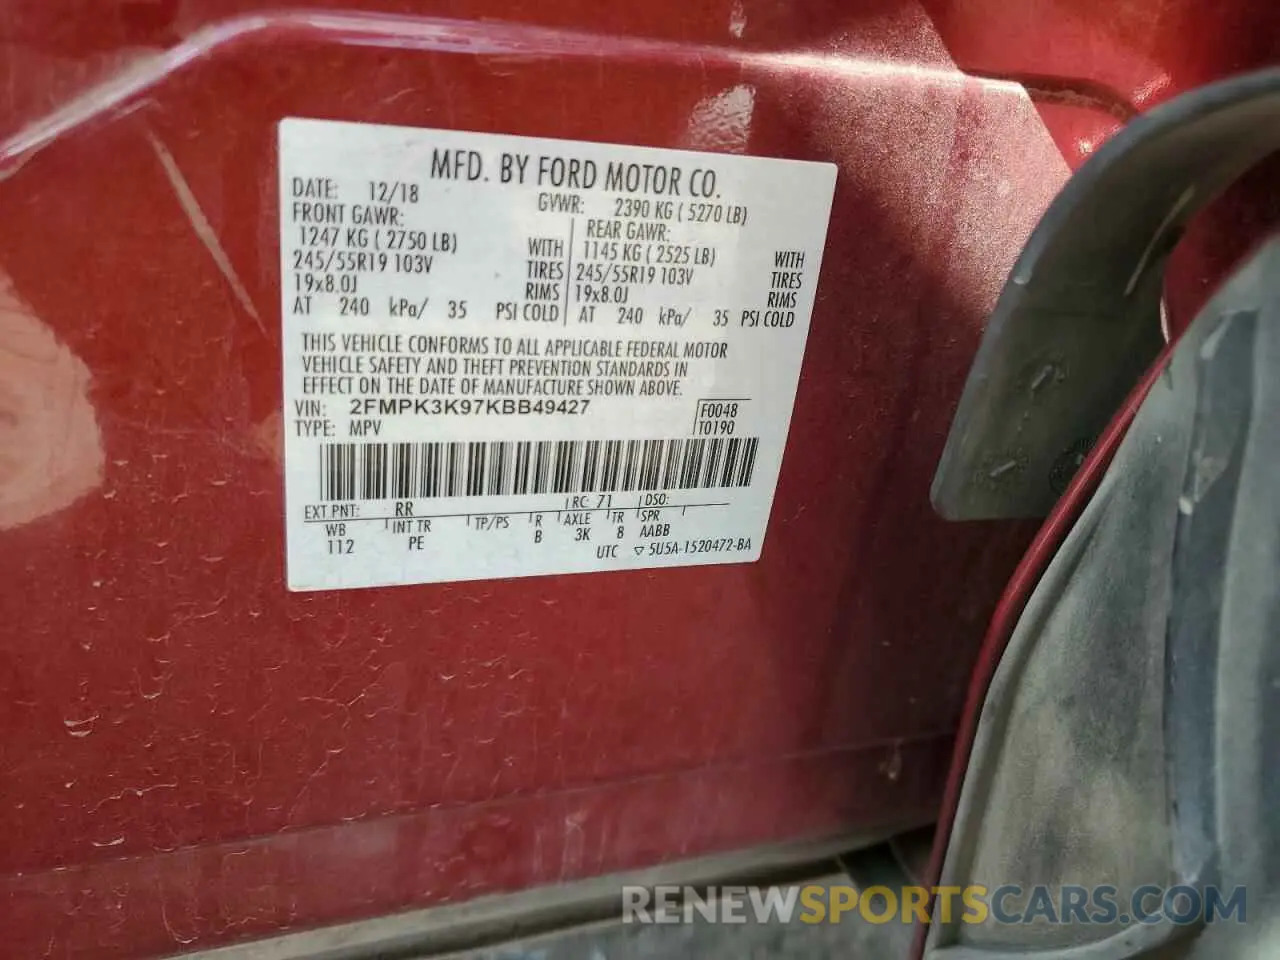 MFD. BY FORD MOTOR CO.
DATE: 12/18 GVWR: 2390 KG ( 5270 LB)
FRONT GAWR: REAR GAWR:
1247 KG ( 2750 LB) WITH 1145 KG ( 2525 LB) WITH
245/55R19 103V TIRES 245/55R19 103V TIRES
19x8.0J RIMS 19x8.0J RIMS
AT 240 kPa/ 35 PSI COLD AT 240 kPa/ 35 PSI COLD
THIS VEHICLE CONFORMS TO ALL APPLICABLE FEDERAL MOTOR
VEHICLE SAFETY AND THEFT PREVENTION STANDARDS IN
EFFECT ON THE DATE OF MANUFACTURE SHOWN ABOVE.
VIN: 2FMPK3K97KBB49427 F0048
TYPE: MPV T0190
EXT PNT: RR RC: 71 DSO:
WB INT TR TP/PS R AXLE TR SPR
112 PE B 3K 8 AABB
UTC ▽ 5U5A-1520472-BA
RENEWSPORTSCARS.COM